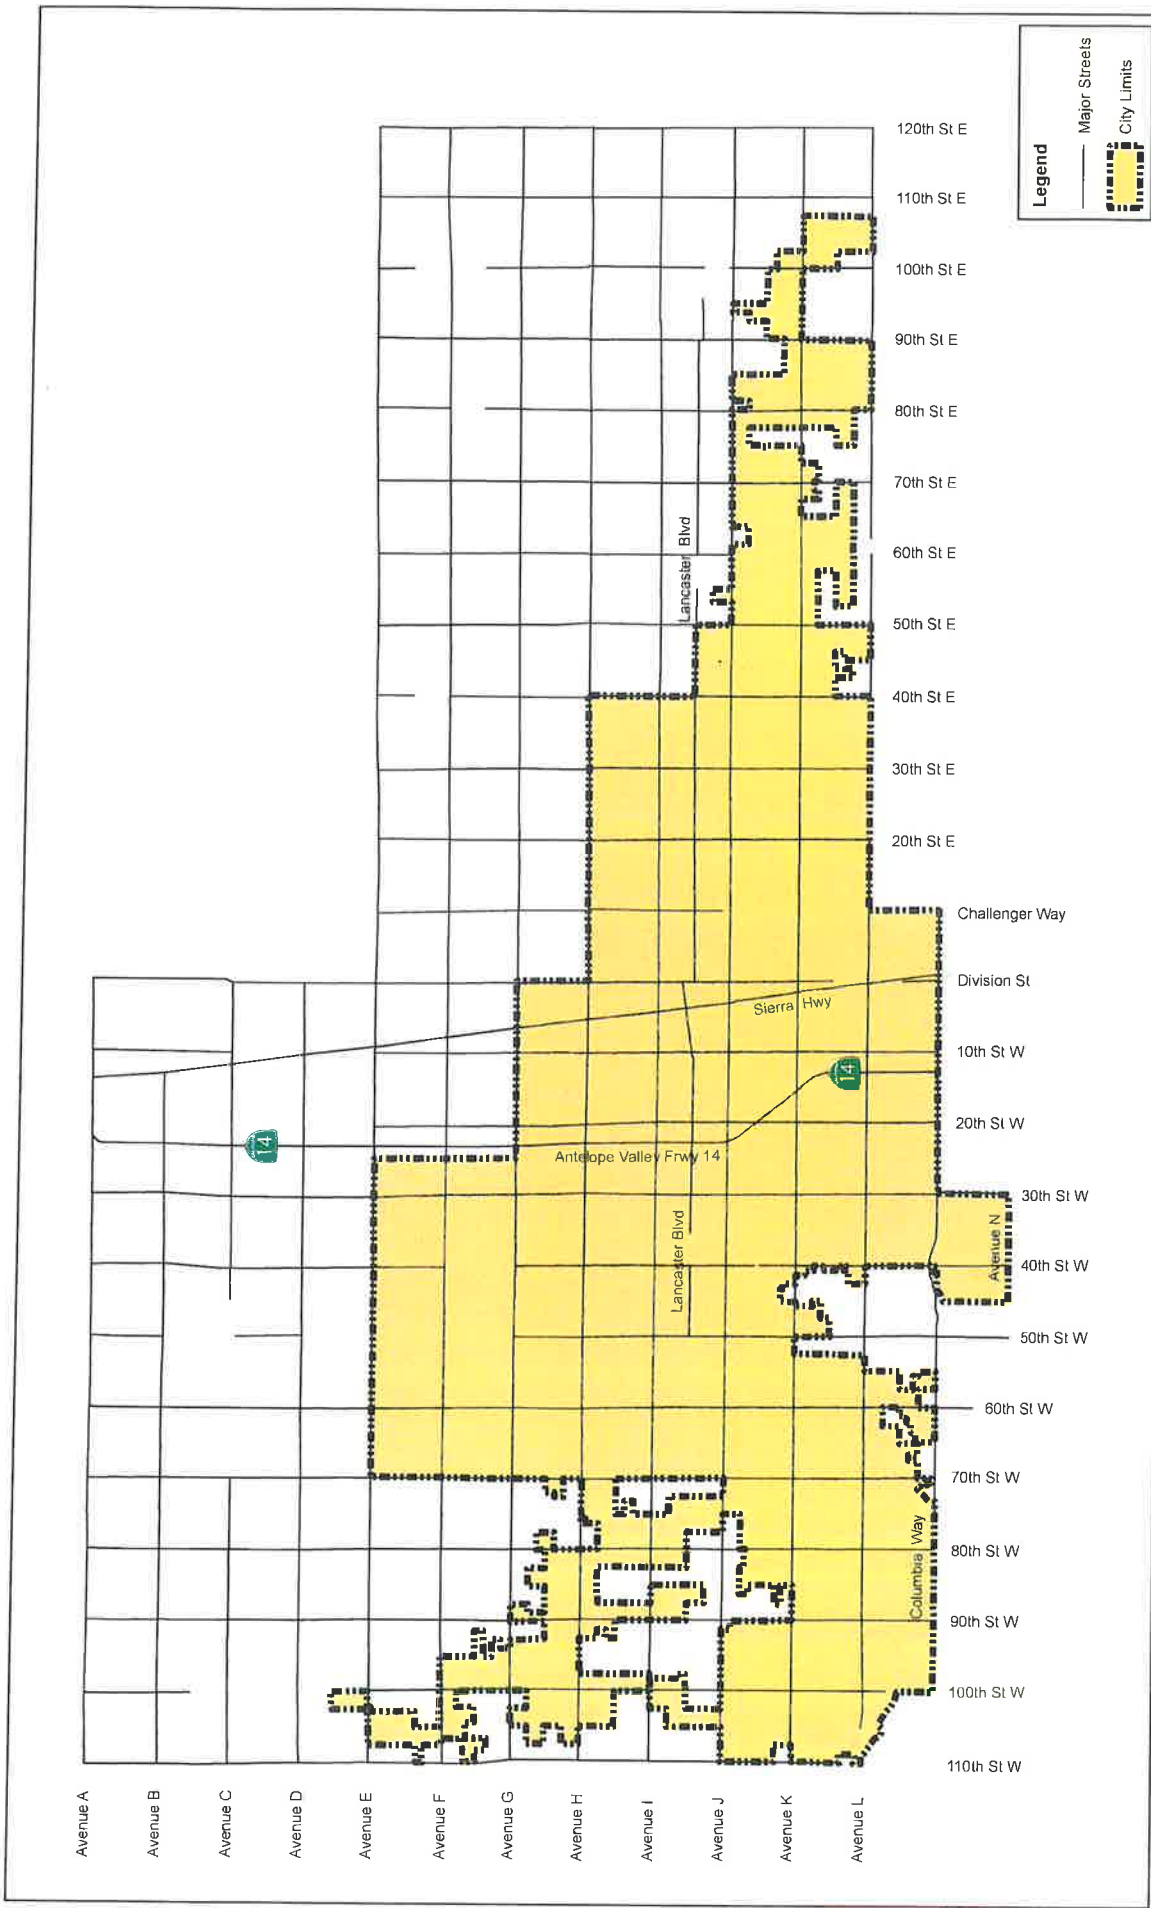 Legend
Major Streets
City Limits
120th St E
110th St E
100th St E
90th St E
80th St E
70th St E
60th St E
50th St E
40th St E
30th St E
20th St E
Challenger Way
Division St
10th St W
20th St W
30th St W
40th St W
50th St W
60th St W
70th St W
80th St W
90th St W
100th St W
110th St W
Lancaster Blvd
Sierra Hwy
14
14
Antelope Valley Frwy 14
Lancaster Blvd
Avenue N
Columbia Way
Avenue A
Avenue B
Avenue C
Avenue D
Avenue E
Avenue F
Avenue G
Avenue H
Avenue I
Avenue J
Avenue K
Avenue L